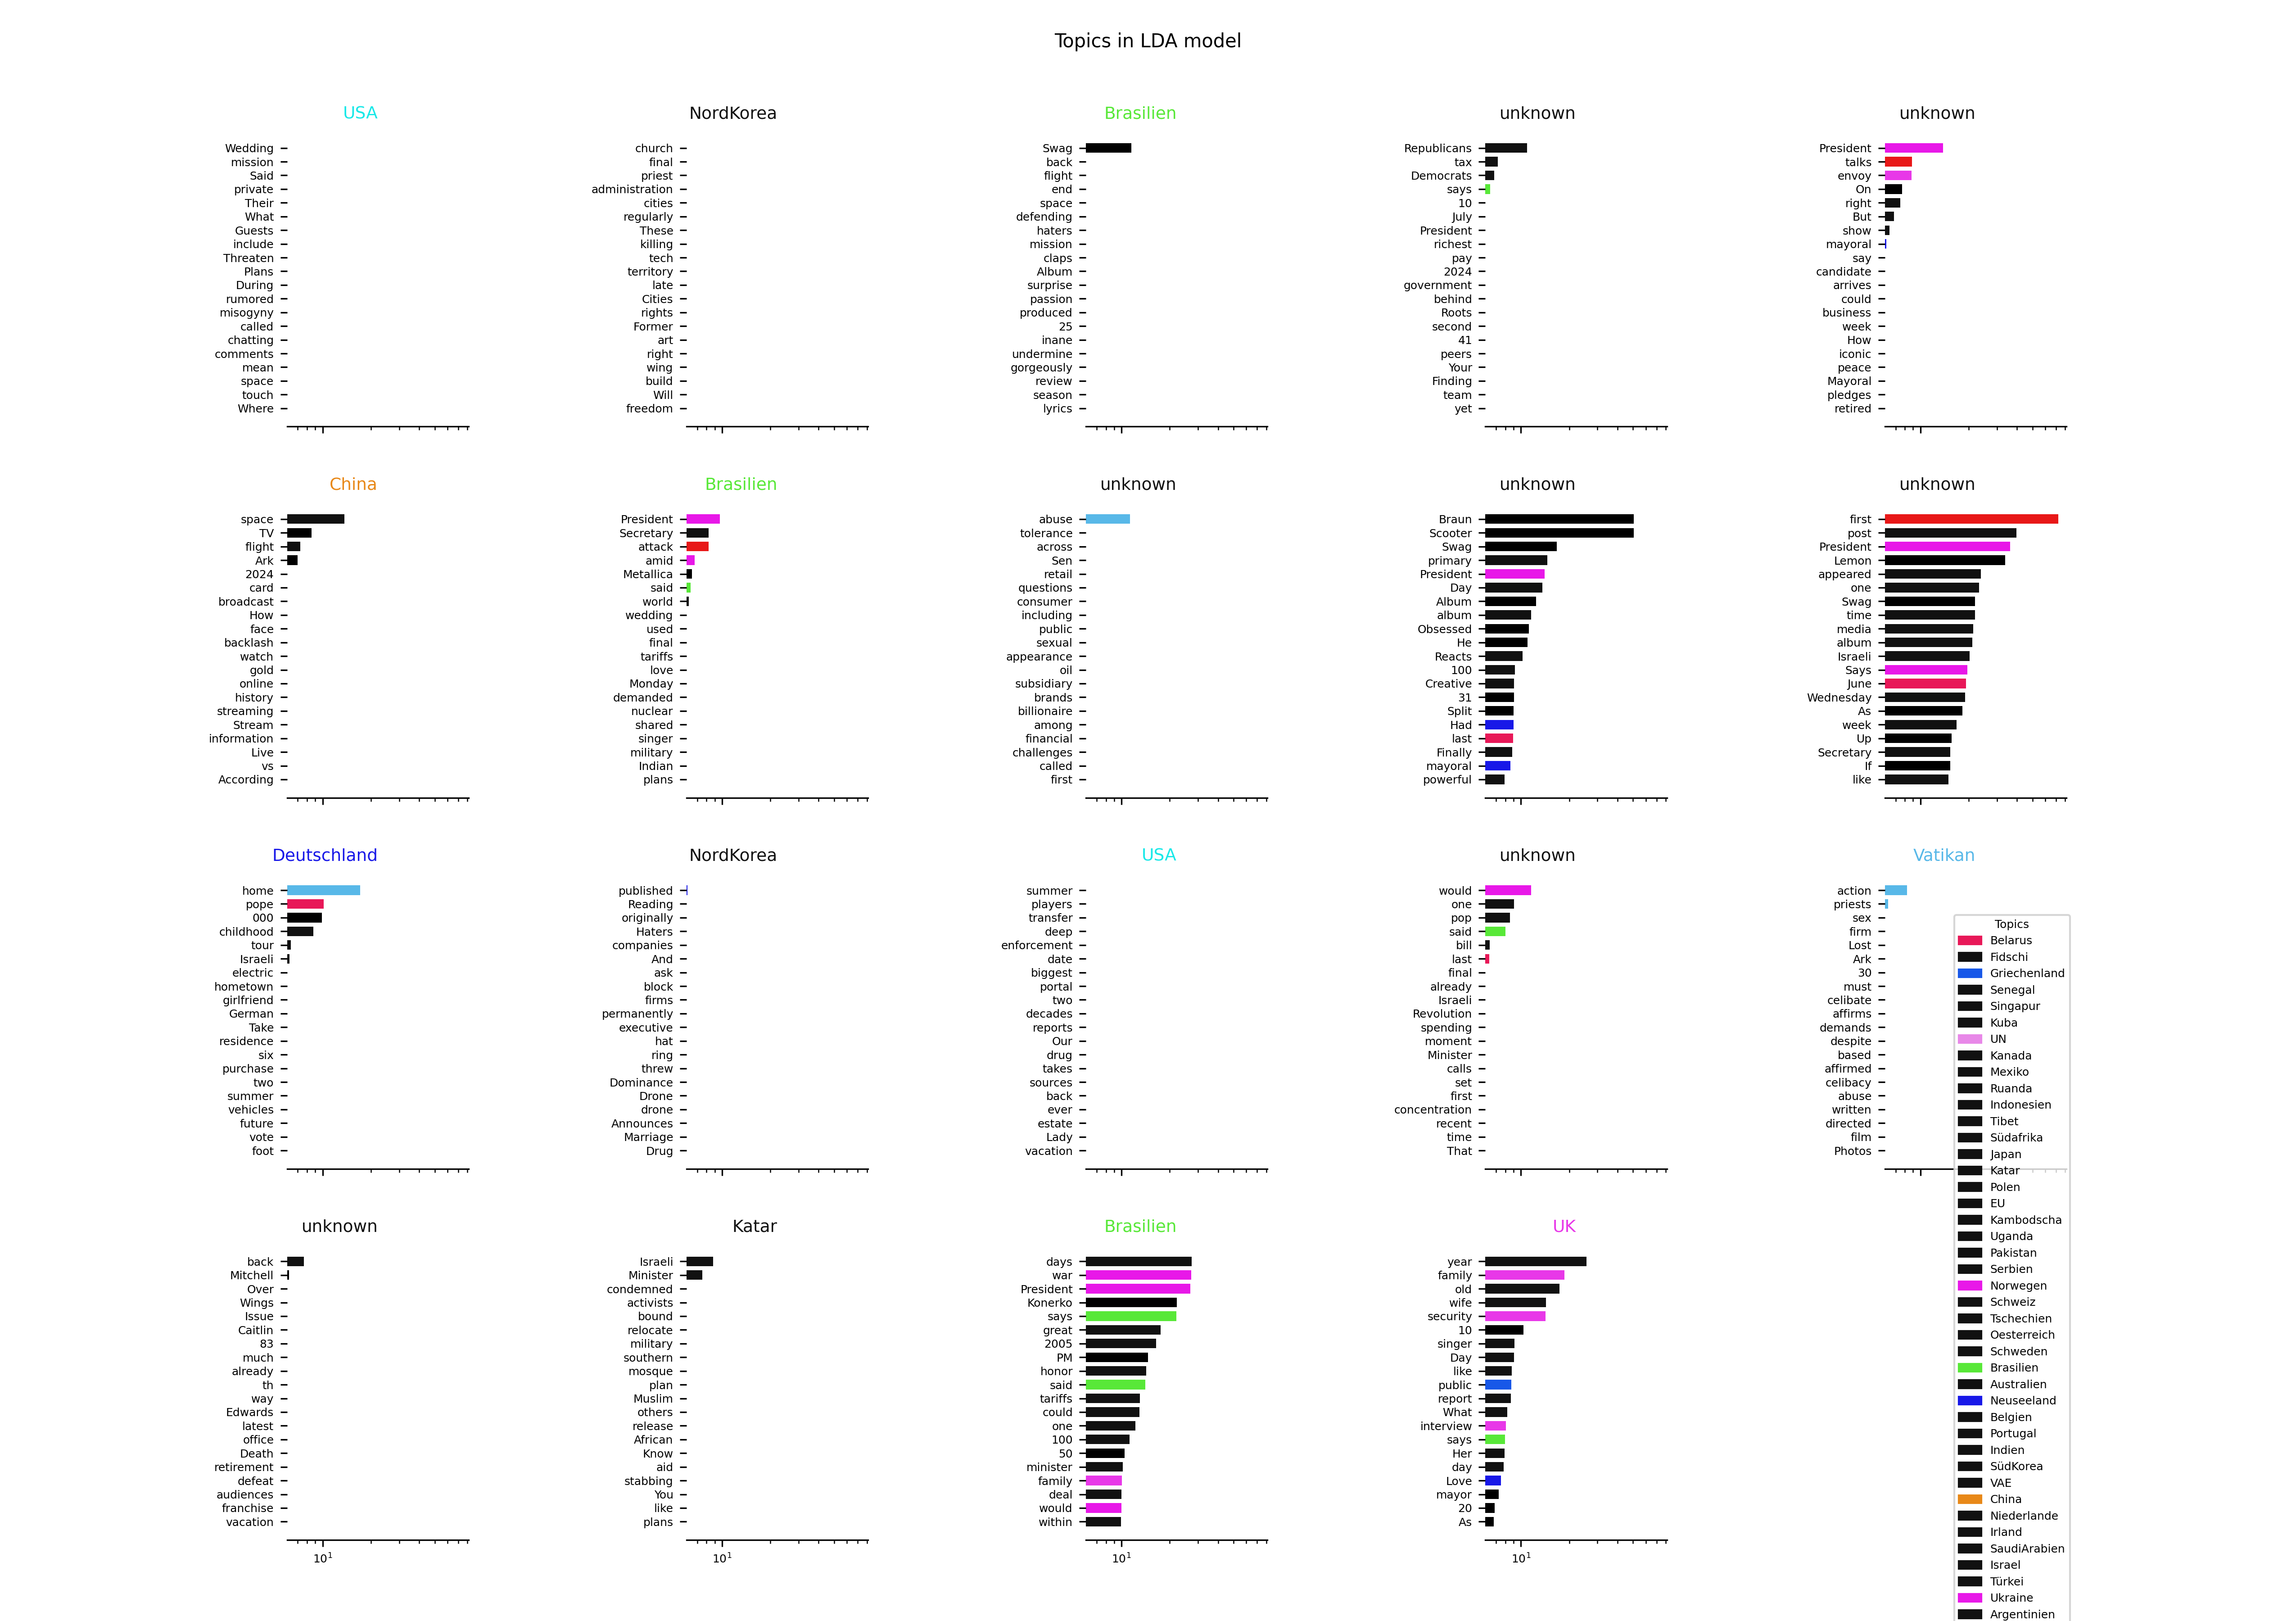 Topics in LDA model
USA
Wedding
mission
Said
private
Their
What
Guests
include
Threaten
Plans
During
rumored
misogyny
called
chatting
comments
mean
space
touch
Where
NordKorea
church
final
priest
administration
cities
regularly
These
killing
tech
territory
late
Cities
rights
Former
art
right
wing
build
Will
freedom
Brasilien
Swag
back
flight
end
space
defending
haters
mission
claps
Album
surprise
passion
produced
25
inane
undermine
gorgeously
review
season
lyrics
unknown
Republicans
tax
Democrats
says
10
July
President
richest
pay
2024
government
behind
Roots
second
41
peers
Your
Finding
team
yet
unknown
President
talks
envoy
On
right
But
show
mayoral
say
candidate
arrives
could
business
week
How
iconic
peace
Mayoral
pledges
retired
China
space
TV
flight
Ark
2024
card
broadcast
How
face
backlash
watch
gold
online
history
streaming
Stream
information
Live
vs
According
Brasilien
President
Secretary
attack
amid
Metallica
said
world
wedding
used
final
tariffs
love
Monday
demanded
nuclear
shared
singer
military
Indian
plans
unknown
abuse
tolerance
across
Sen
retail
questions
consumer
including
public
sexual
appearance
oil
subsidiary
brands
billionaire
among
financial
challenges
called
first
unknown
Braun
Scooter
Swag
primary
President
Day
Album
album
Obsessed
He
Reacts
100
Creative
31
Split
Had
last
Finally
mayoral
powerful
unknown
first
post
President
Lemon
appeared
one
Swag
time
media
album
Israeli
Says
June
Wednesday
As
week
Up
Secretary
If
like
Deutschland
home
pope
000
childhood
tour
Israeli
electric
hometown
girlfriend
German
Take
residence
six
purchase
two
summer
vehicles
future
vote
foot
NordKorea
published
Reading
originally
Haters
companies
And
ask
block
firms
permanently
executive
hat
ring
threw
Dominance
Drone
drone
Announces
Marriage
Drug
USA
summer
players
transfer
deep
enforcement
date
biggest
portal
two
decades
reports
Our
drug
takes
sources
back
ever
estate
Lady
vacation
unknown
would
one
pop
said
bill
last
final
already
Israeli
Revolution
spending
moment
Minister
calls
set
first
concentration
recent
time
That
Vatikan
action
priests
sex
firm
Lost
Ark
30
must
celibate
affirms
demands
despite
based
affirmed
celibacy
abuse
written
directed
film
Photos
unknown
back
Mitchell
Over
Wings
Issue
Caitlin
83
much
already
th
way
Edwards
latest
office
Death
retirement
defeat
audiences
franchise
vacation
10¹
Katar
Israeli
Minister
condemned
activists
bound
relocate
military
southern
mosque
plan
Muslim
others
release
African
Know
aid
stabbing
You
like
plans
10¹
Brasilien
days
war
President
Konerko
says
great
2005
PM
honor
said
tariffs
could
one
100
50
minister
family
deal
would
within
10¹
UK
year
family
old
wife
security
10
singer
Day
like
public
report
What
interview
says
Her
day
Love
mayor
20
As
10¹
Topics
Belarus
Fidschi
Griechenland
Senegal
Singapur
Kuba
UN
Kanada
Mexiko
Ruanda
Indonesien
Tibet
Südafrika
Japan
Katar
Polen
EU
Kambodscha
Uganda
Pakistan
Serbien
Norwegen
Schweiz
Tschechien
Oesterreich
Schweden
Brasilien
Australien
Neuseeland
Belgien
Portugal
Indien
SüdKorea
VAE
China
Niederlande
Irland
SaudiArabien
Israel
Türkei
Ukraine
Argentinien